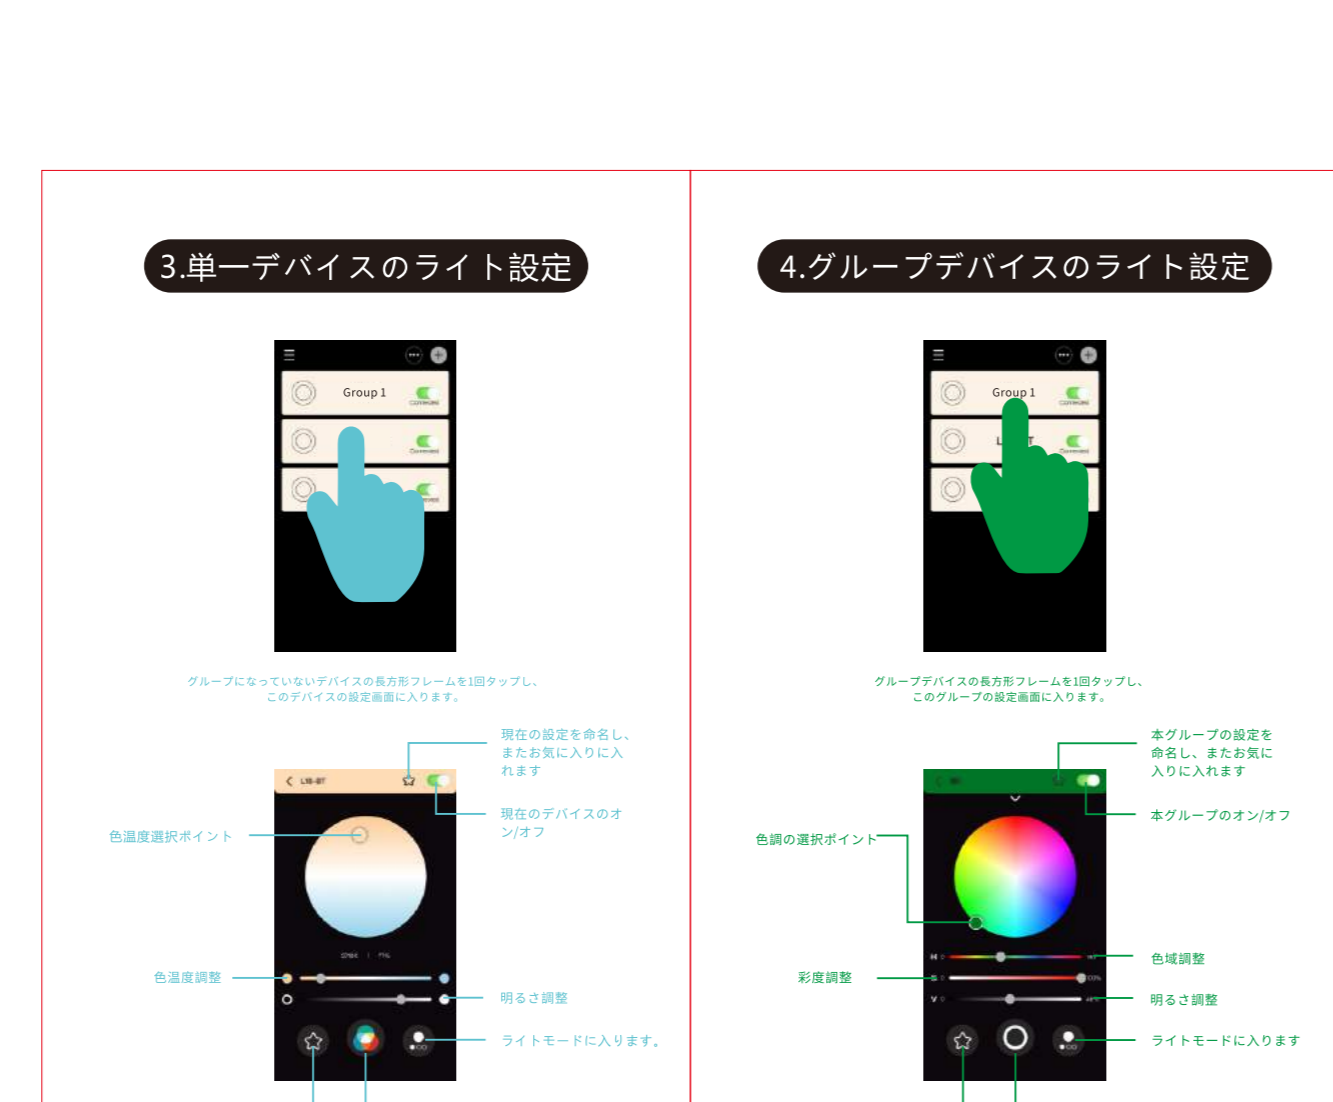 3.単一デバイスのライト設定
Group 1
Connected
Connected
グループになっていないデバイスの長方形フレームを1回タップし、
このデバイスの設定画面に入ります。
現在の設定を命名し、
またお気に入りに入
れます
L1B-BT
現在のデバイスのオ
ン/オフ
色温度選択ポイント
色温度調整
明るさ調整
ライトモードに入ります。
4.グループデバイスのライト設定
Group 1
Connected
Connected
グループデバイスの長方形フレームを1回タップし、
このグループの設定画面に入ります。
本グループの設定を
命名し、またお気に
入りに入れます
本グループのオン/オフ
色調の選択ポイント
H 0
色域調整
彩度調整
S 0
100%
V 0
明るさ調整
ライトモードに入ります